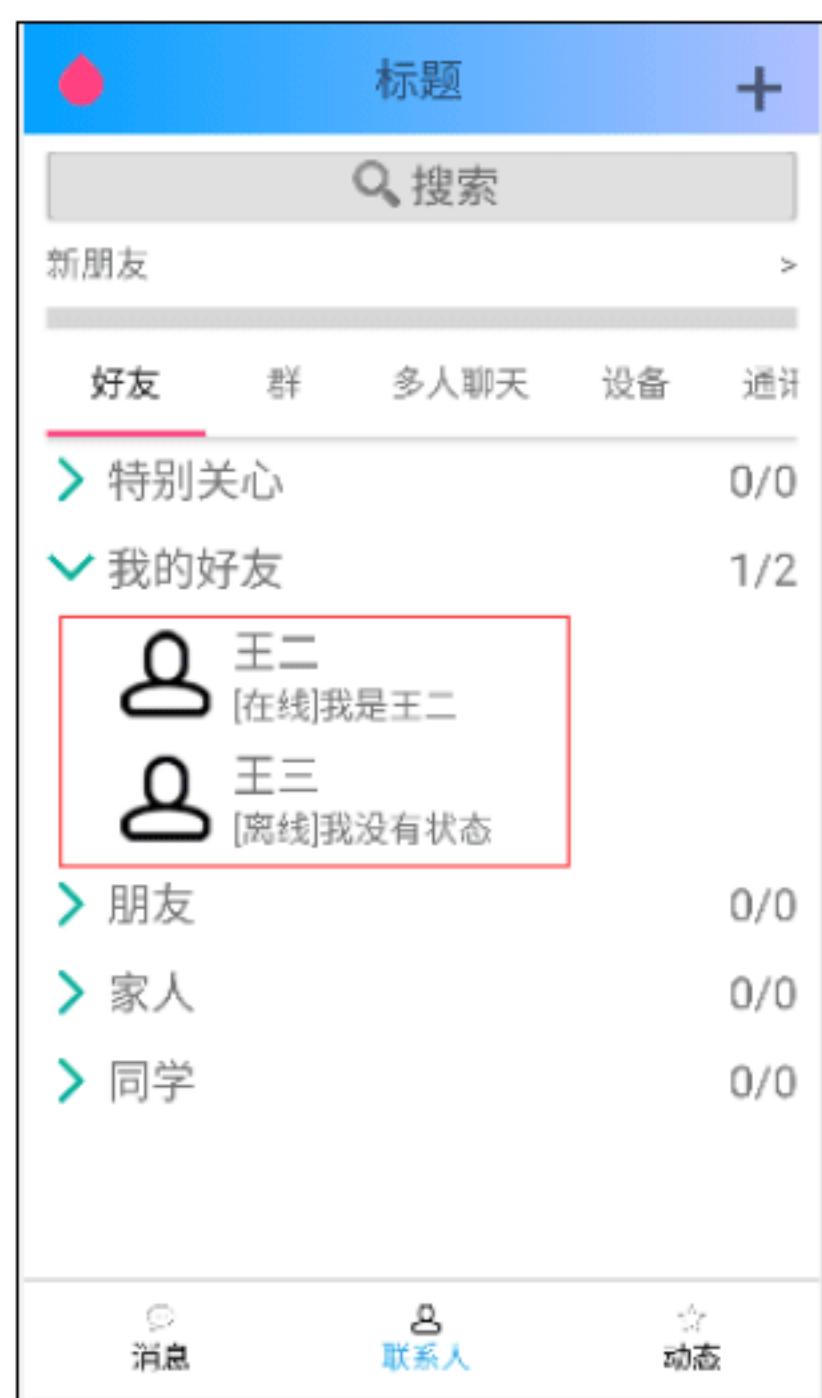 标题 +
搜索
新朋友 >
好友 群 多人聊天 设备 通讯
特别关心 0/0
我的好友 1/2
王二
[在线]我是王二
王三
[离线]我没有状态
朋友 0/0
家人 0/0
同学 0/0
消息 联系人 动态